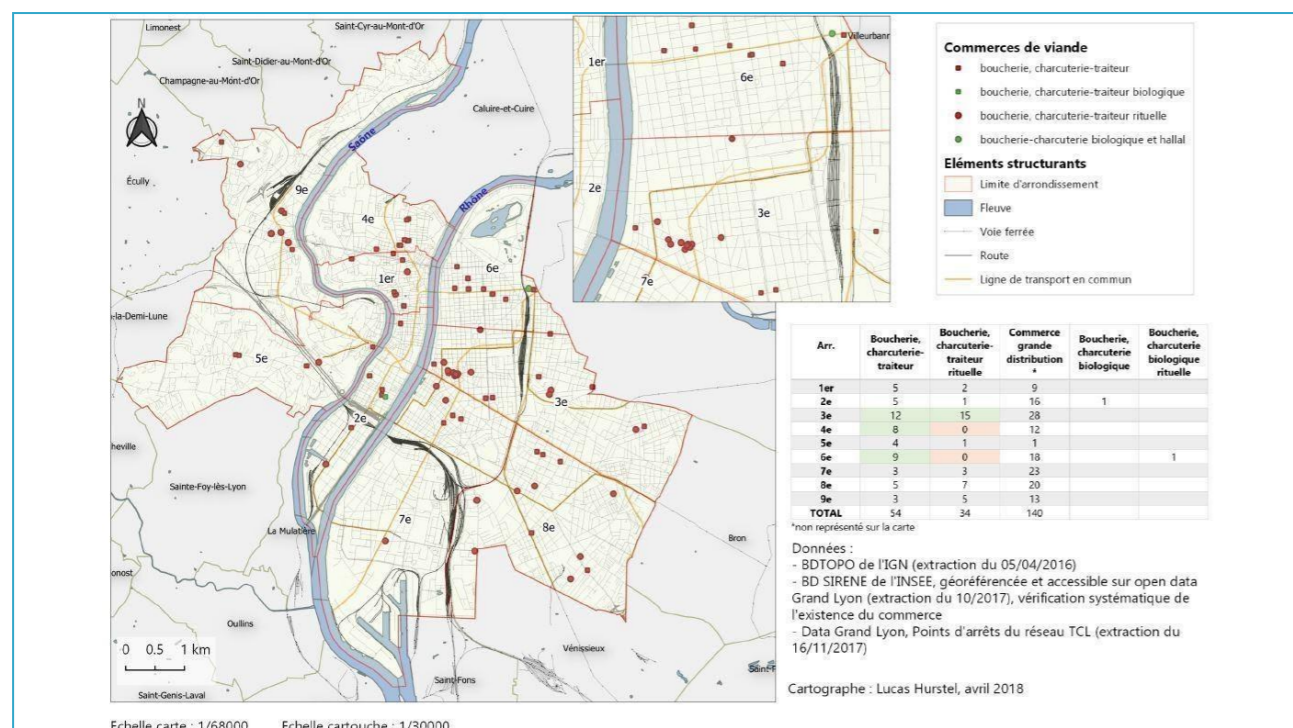 Limonest
Saint-Cyr-au-Mont-d'Or
Saint-Didier-au-Mont-d'Or
Champagne-au-Mont-d'Or
N
Caluire-et-Cuire
Écully
Saône
Rhône
9e
4e
1er
6e
5e
2e
3e
7e
8e
Sainte-Foy-lès-Lyon
La Mulatière
Oullins
Bron
Vénissieux
Saint-Fons
Saint-Genis-Laval
0 0.5 1 km
1er
6e
2e
3e
7e
Commerces de viande
boucherie, charcuterie-traiteur
boucherie, charcuterie-traiteur biologique
boucherie, charcuterie-traiteur rituelle
boucherie-charcuterie biologique et hallal
Eléments structurants
Limite d'arrondissement
Fleuve
Voie ferrée
Route
Ligne de transport en commun
Arr. Boucherie, charcuterie-traiteur Boucherie, charcuterie-traiteur rituelle Commerce grande distribution * Boucherie, charcuterie biologique Boucherie, charcuterie biologique rituelle
1er 5 2 9
2e 5 1 16 1
3e 12 15 28
4e 8 0 12
5e 4 1 1
6e 9 0 18 1
7e 3 3 23
8e 5 7 20
9e 3 5 13
TOTAL 54 34 140
*non représenté sur la carte
Données :
- BDTOPO de l'IGN (extraction du 05/04/2016)
- BD SIRENE de l'INSEE, géoréférencée et accessible sur open data
Grand Lyon (extraction du 10/2017), vérification systématique de
l'existence du commerce
- Data Grand Lyon, Points d'arrêts du réseau TCL (extraction du
16/11/2017)
Cartographe : Lucas Hurstel, avril 2018
Echelle carte : 1/68000 Echelle cartouche : 1/30000